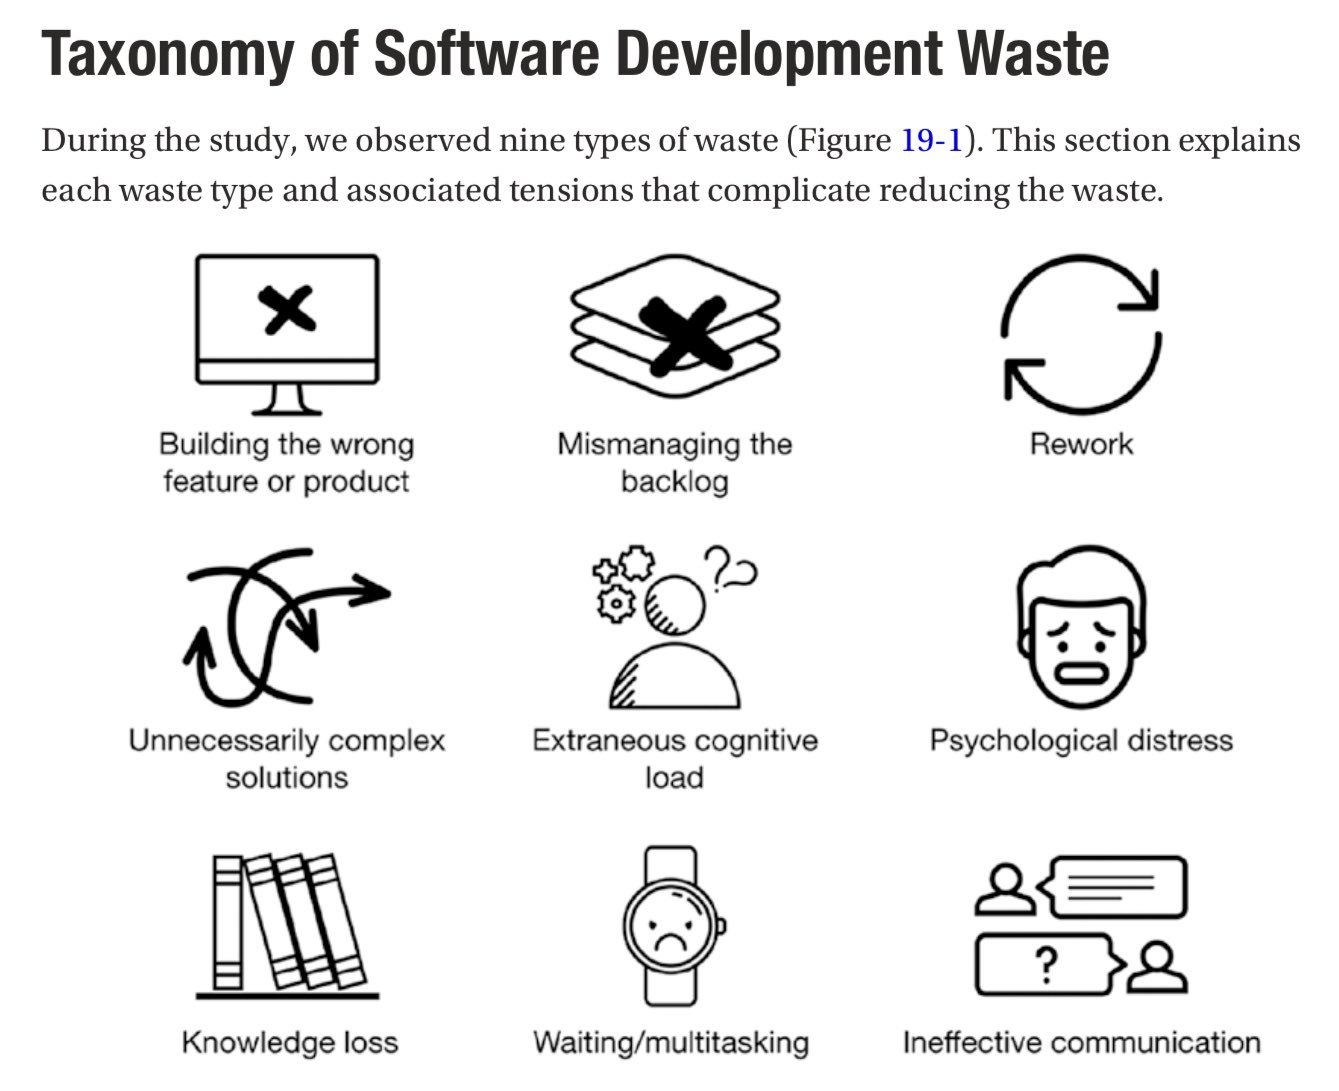 Taxonomy of Software Development Waste
During the study, we observed nine types of waste (Figure 19-1). This section explains
each waste type and associated tensions that complicate reducing the waste.
Building the wrong
feature or product
Mismanaging the
backlog
Rework
??
Unnecessarily complex
solutions
Extraneous cognitive
load
Psychological distress
?
Knowledge loss
Waiting/multitasking
Ineffective communication